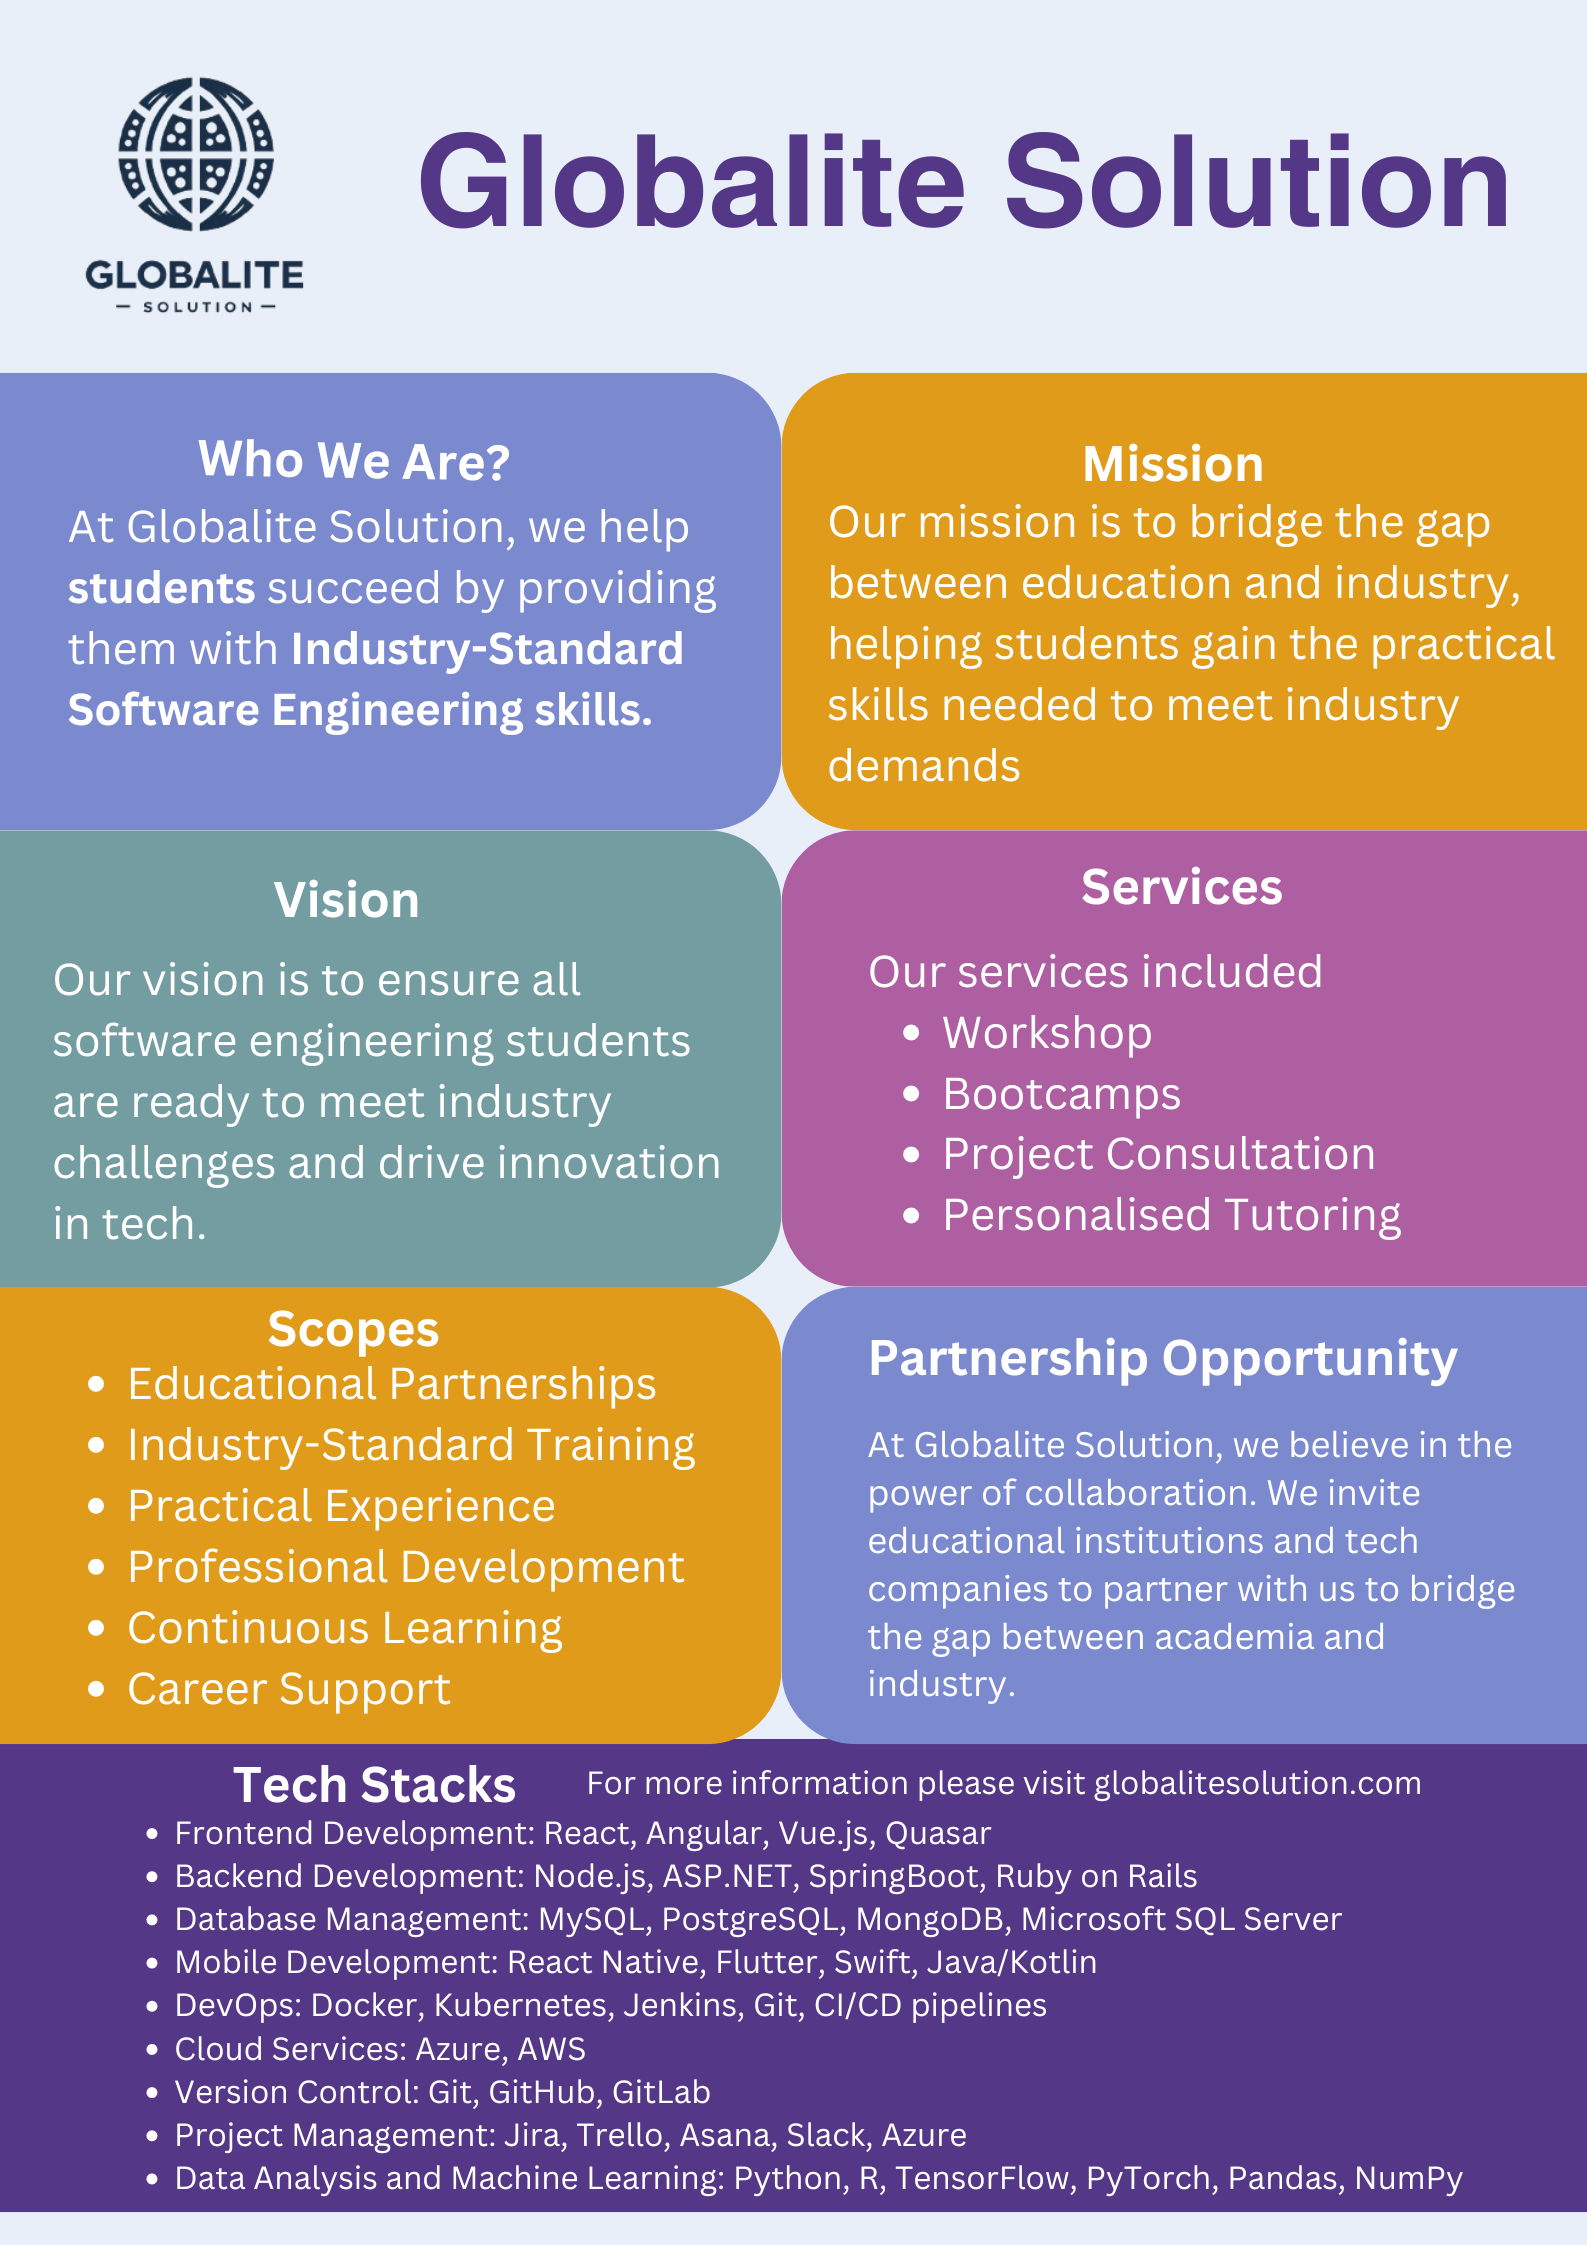 GLOBALITE
SOLUTION
Globalite Solution
Who We Are?
At Globalite Solution, we help
students succeed by providing
them with Industry-Standard
Software Engineering skills.
Mission
Our mission is to bridge the gap
between education and industry,
helping students gain the practical
skills needed to meet industry
demands
Vision
Our vision is to ensure all
software engineering students
are ready to meet industry
challenges and drive innovation
in tech.
Services
Our services included
Workshop
Bootcamps
Project Consultation
Personalised Tutoring
Scopes
Educational Partnerships
Industry-Standard Training
Practical Experience
Professional Development
Continuous Learning
Career Support
Partnership Opportunity
At Globalite Solution, we believe in the
power of collaboration. We invite
educational institutions and tech
companies to partner with us to bridge
the gap between academia and
industry.
Tech Stacks
For more information please visit globalitesolution.com
Frontend Development: React, Angular, Vue.js, Quasar
Backend Development: Node.js, ASP.NET, SpringBoot, Ruby on Rails
Database Management: MySQL, PostgreSQL, MongoDB, Microsoft SQL Server
Mobile Development: React Native, Flutter, Swift, Java/Kotlin
DevOps: Docker, Kubernetes, Jenkins, Git, CI/CD pipelines
Cloud Services: Azure, AWS
Version Control: Git, GitHub, GitLab
Project Management: Jira, Trello, Asana, Slack, Azure
Data Analysis and Machine Learning: Python, R, TensorFlow, PyTorch, Pandas, NumPy